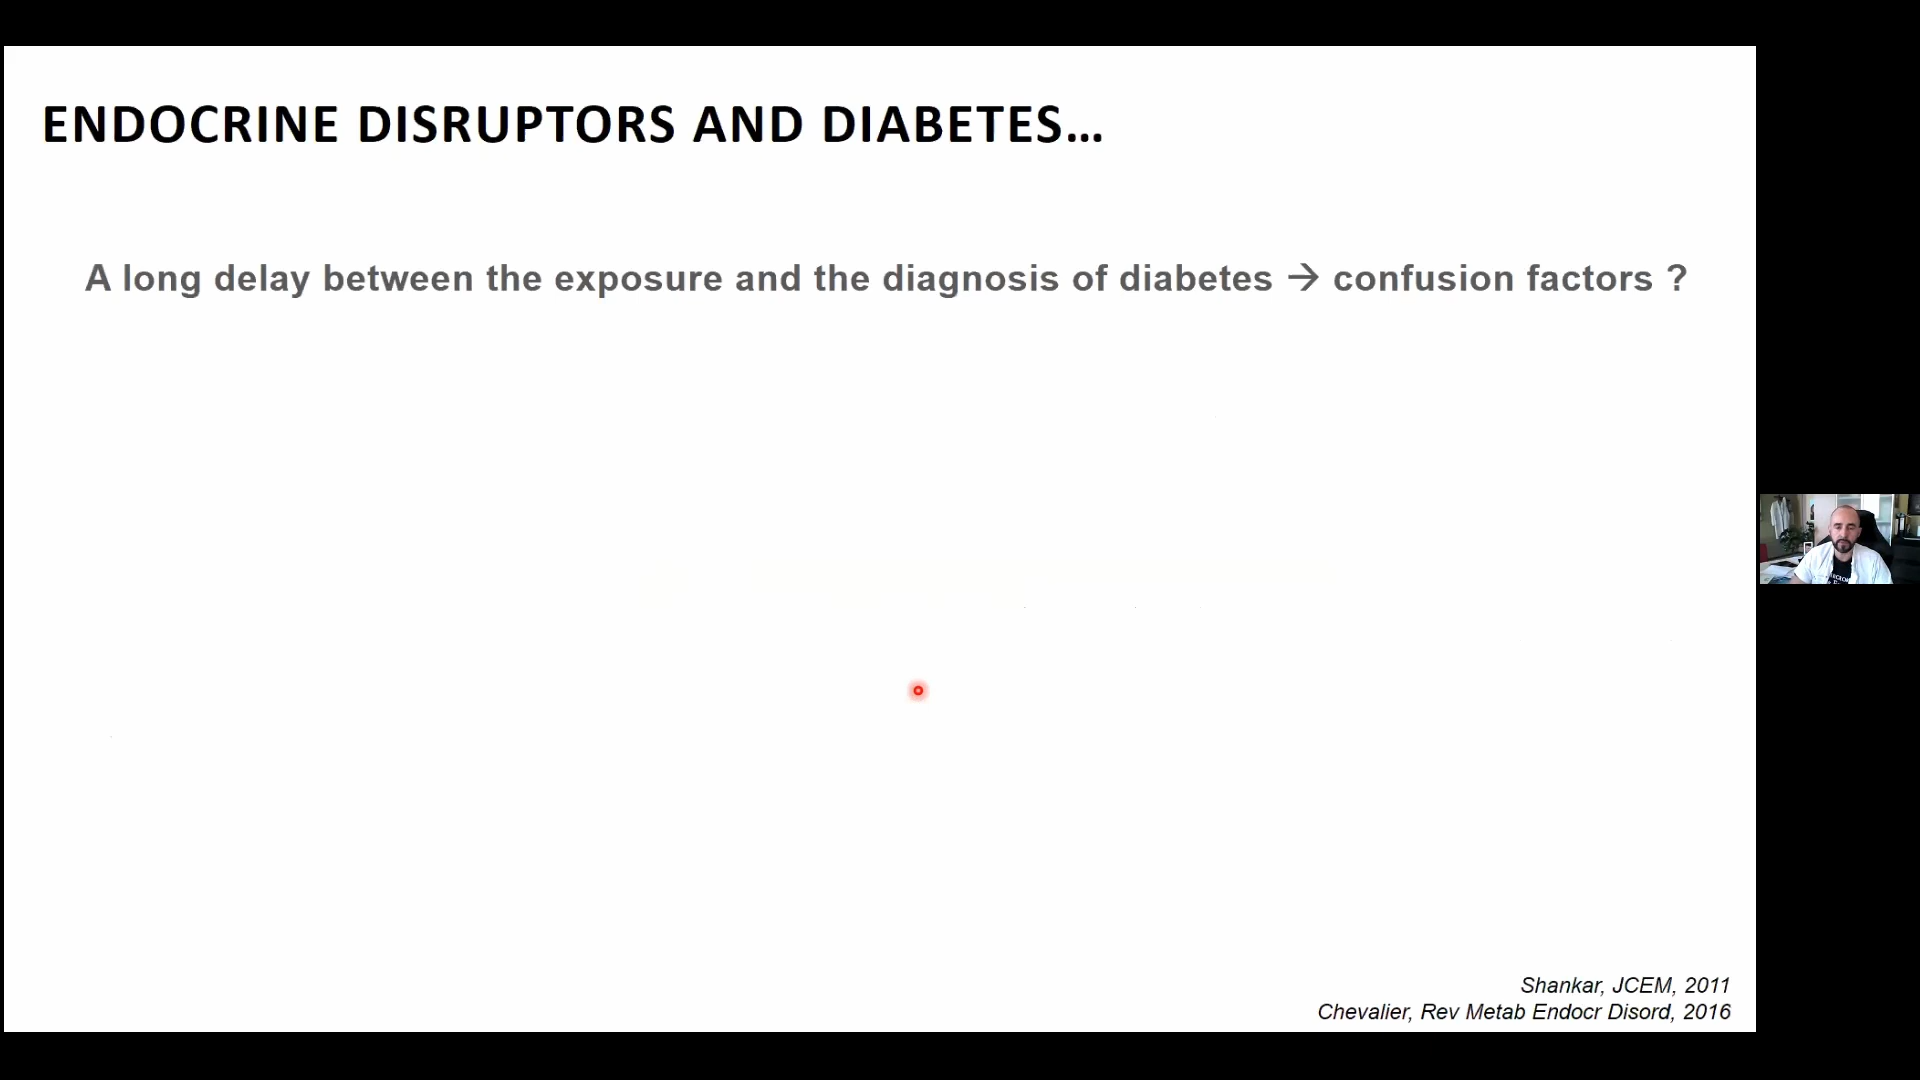 ENDOCRINE DISRUPTORS AND DIABETES…
A long delay between the exposure and the diagnosis of diabetes → confusion factors ?
Shankar, JCEM, 2011
Chevalier, Rev Metab Endocr Disord, 2016